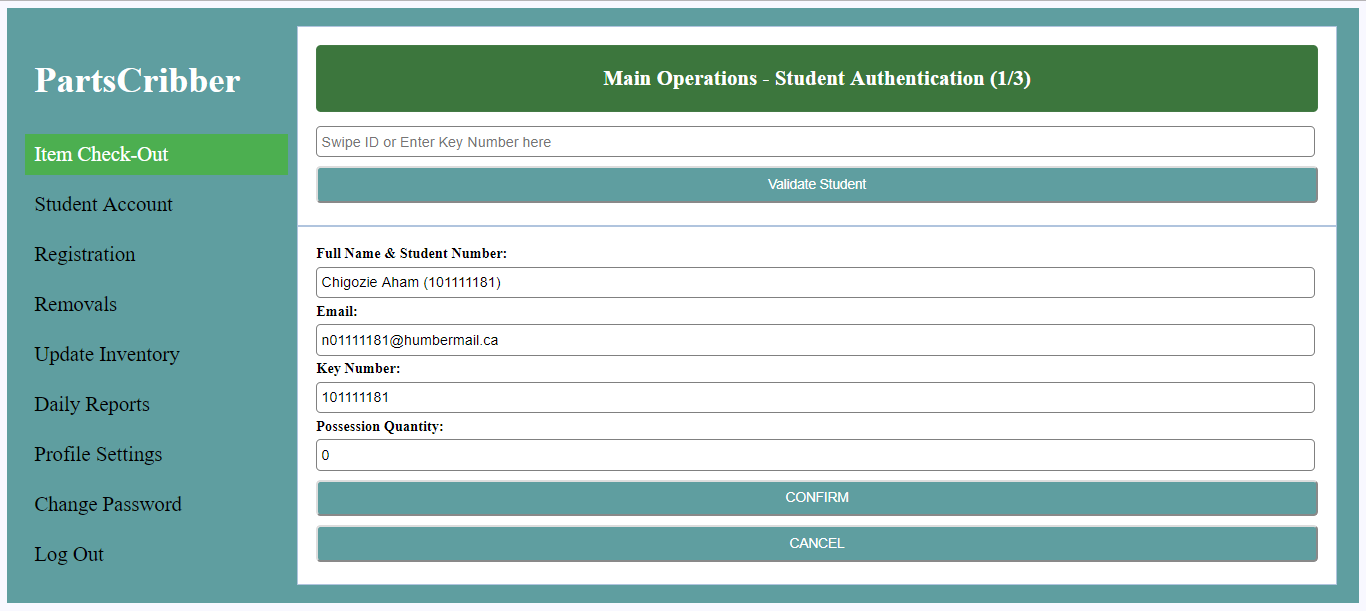 PartsCribber
Item Check-Out
Student Account
Registration
Removals
Update Inventory
Daily Reports
Profile Settings
Change Password
Log Out
Main Operations - Student Authentication (1/3)
Swipe ID or Enter Key Number here
Validate Student
Full Name & Student Number:
Chigozie Aham (101111181)
Email:
n01111181@humbermail.ca
Key Number:
101111181
Possession Quantity:
0
CONFIRM
CANCEL